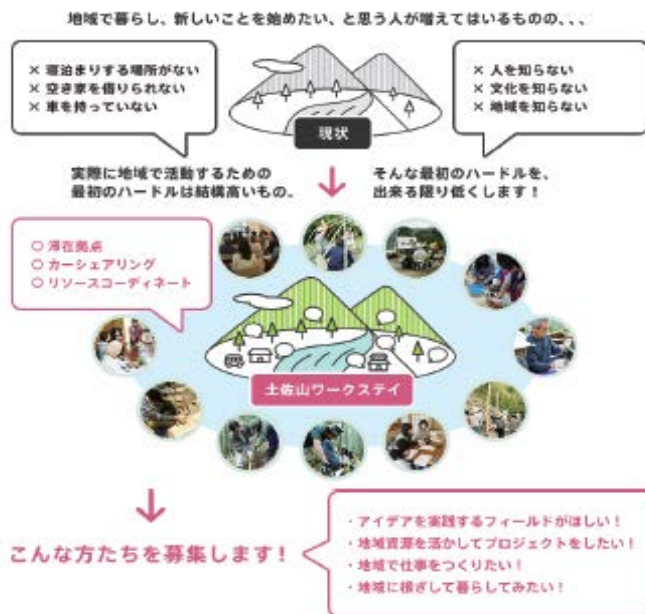 地域で暮らし、新しいことを始めたい、と思う人が増えてはいるものの、、、
× 寝泊まりする場所がない
× 空き家を借りられない
× 車を持っていない
× 人を知らない
× 文化を知らない
× 地域を知らない
現状
実際に地域で活動するための
最初のハードルは結構高いもの。
そんな最初のハードルを、
出来る限り低くします！
○ 滞在拠点
○ カーシェアリング
○ リソースコーディネート
土佐山ワークステイ
こんな方たちを募集します！
・アイデアを実践するフィールドがほしい！
・地域資源を活かしてプロジェクトをしたい！
・地域で仕事をつくりたい！
・地域に根ざして暮らしてみたい！